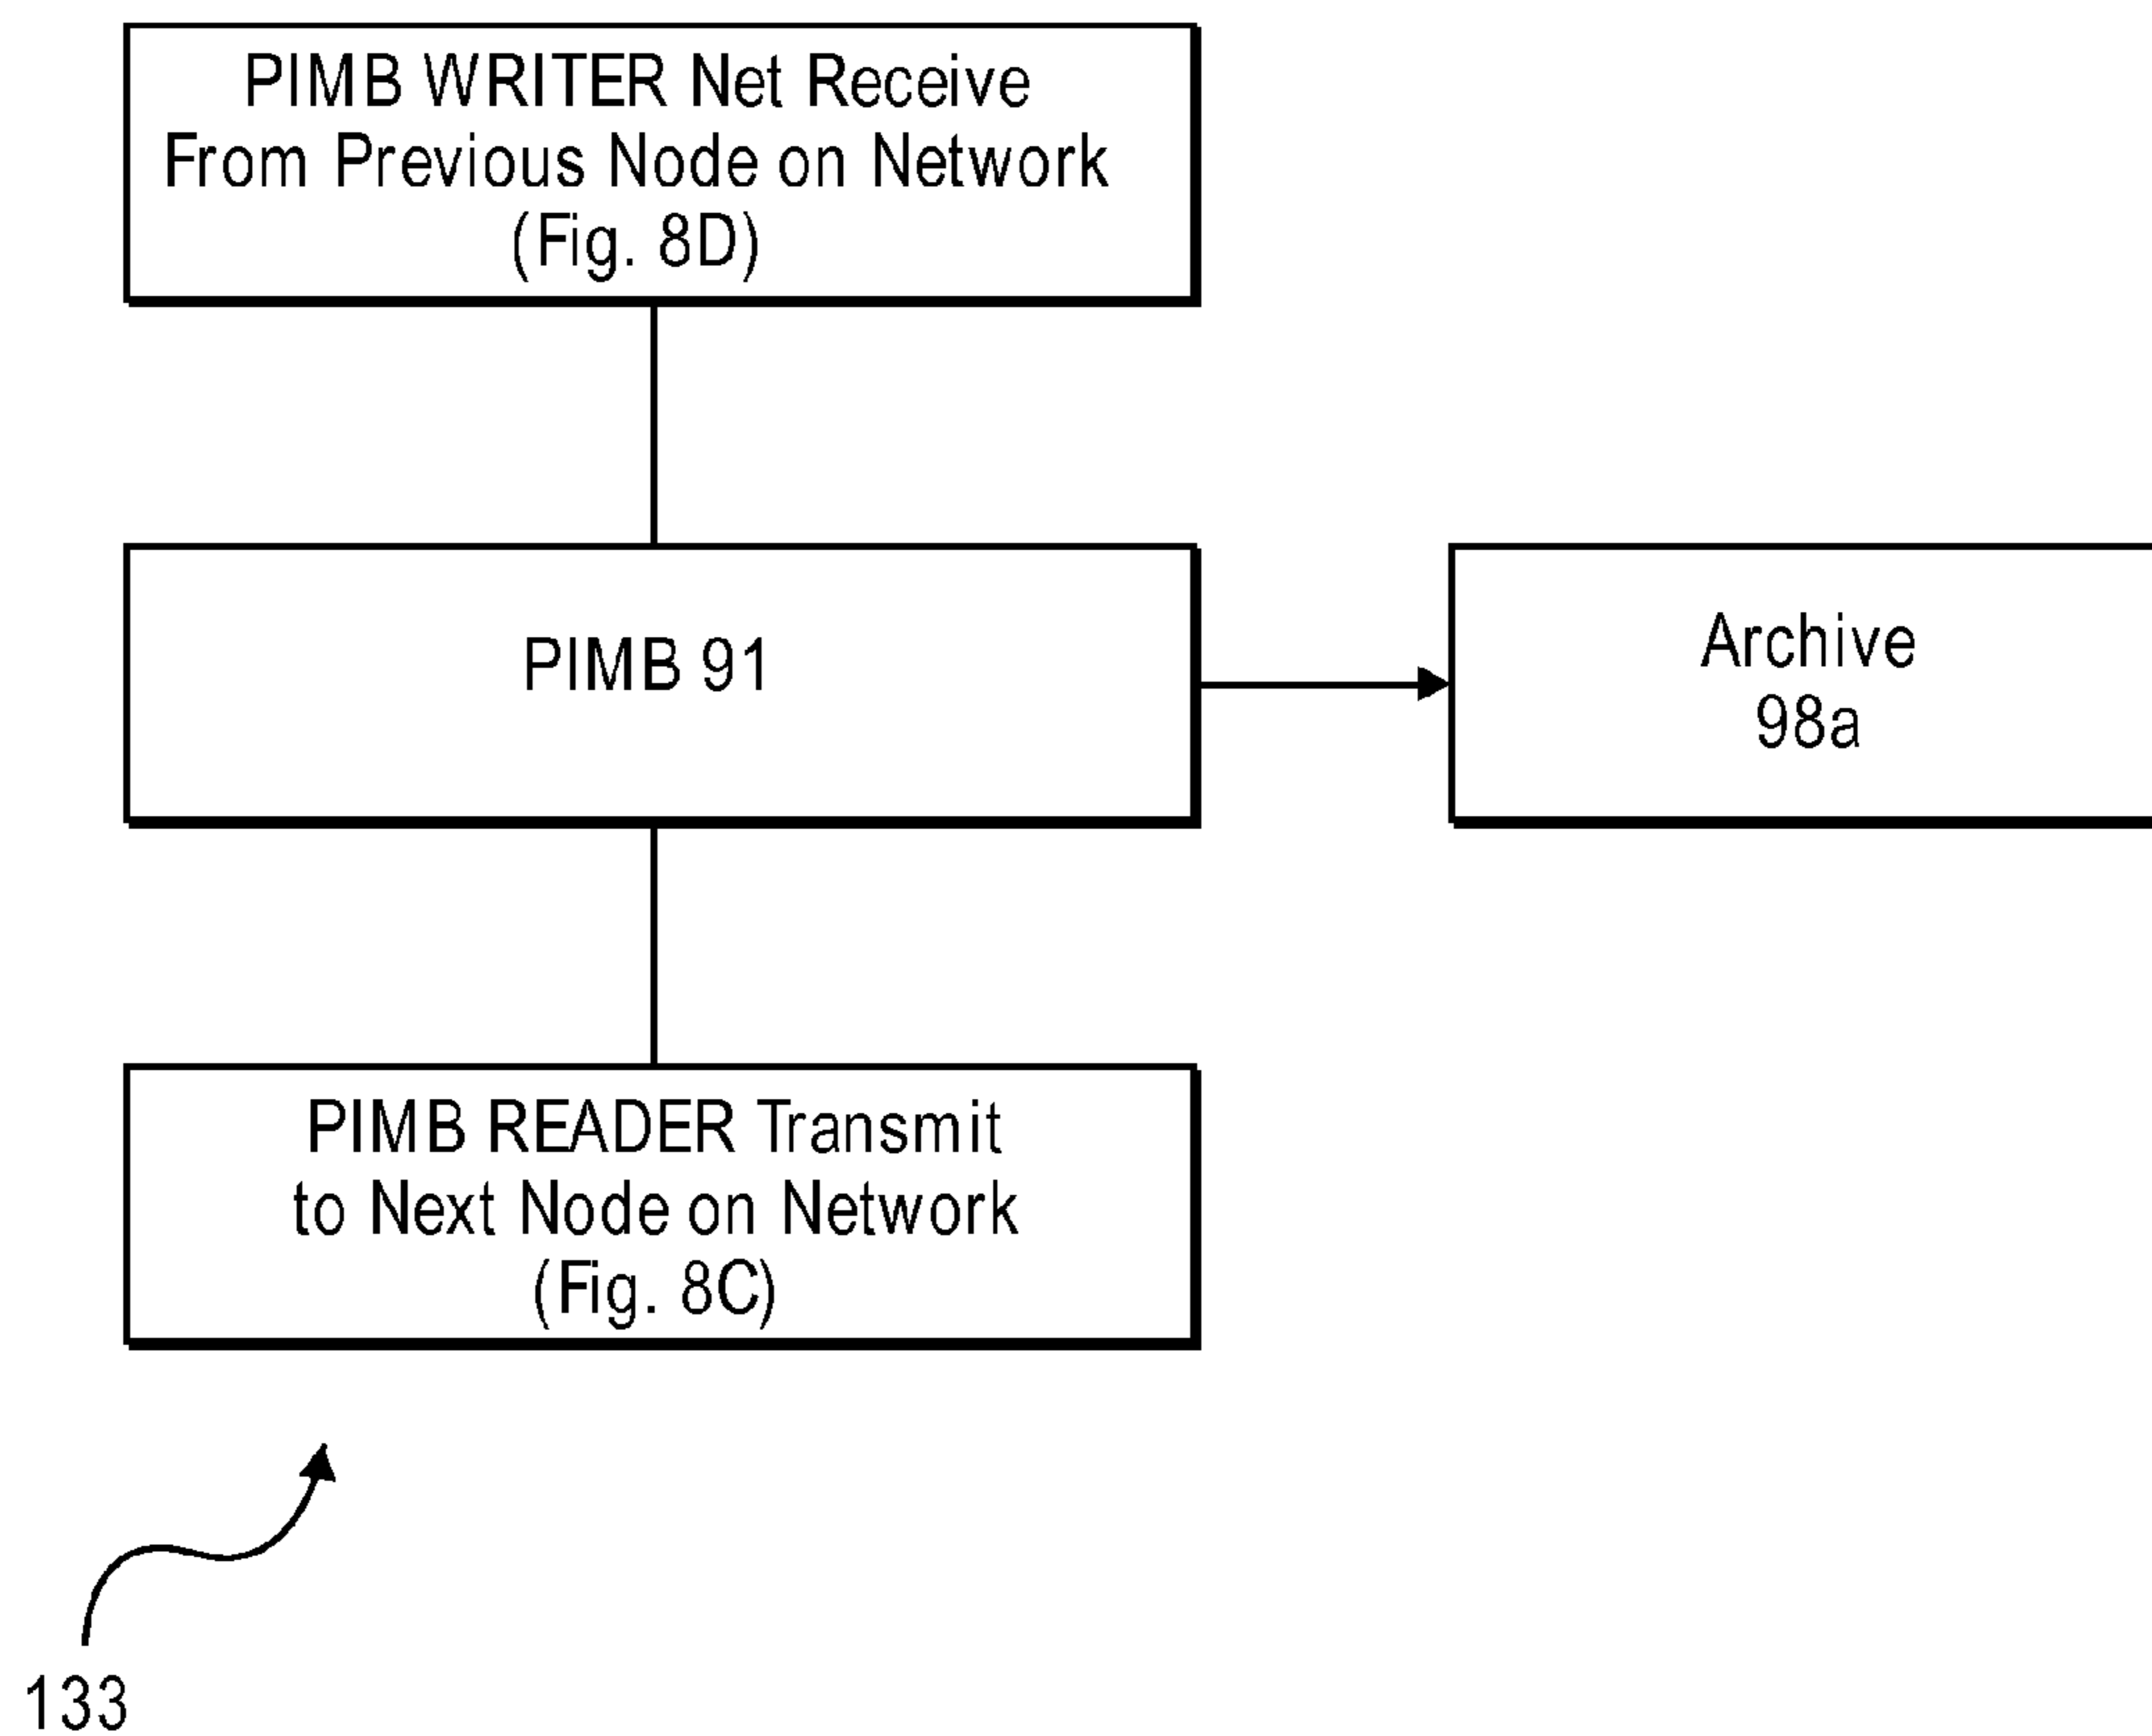 PIMB WRITER Net Receive
From Previous Node on Network
(Fig. 8D)
PIMB 91
Archive
98a
PIMB READER Transmit
to Next Node on Network
(Fig. 8C)
133